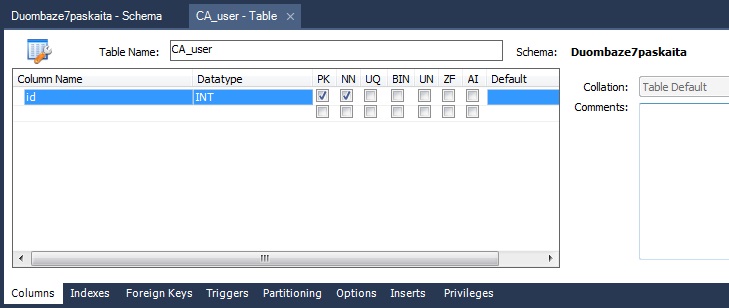 Duombaze7paskaita - Schema CA_user - Table
Table Name: CA_user Schema: Duombaze7paskaita
Column Name Datatype PK NN UQ BIN UN ZF AI Default
id INT
Collation: Table Default
Comments:
Columns Indexes Foreign Keys Triggers Partitioning Options Inserts Privileges